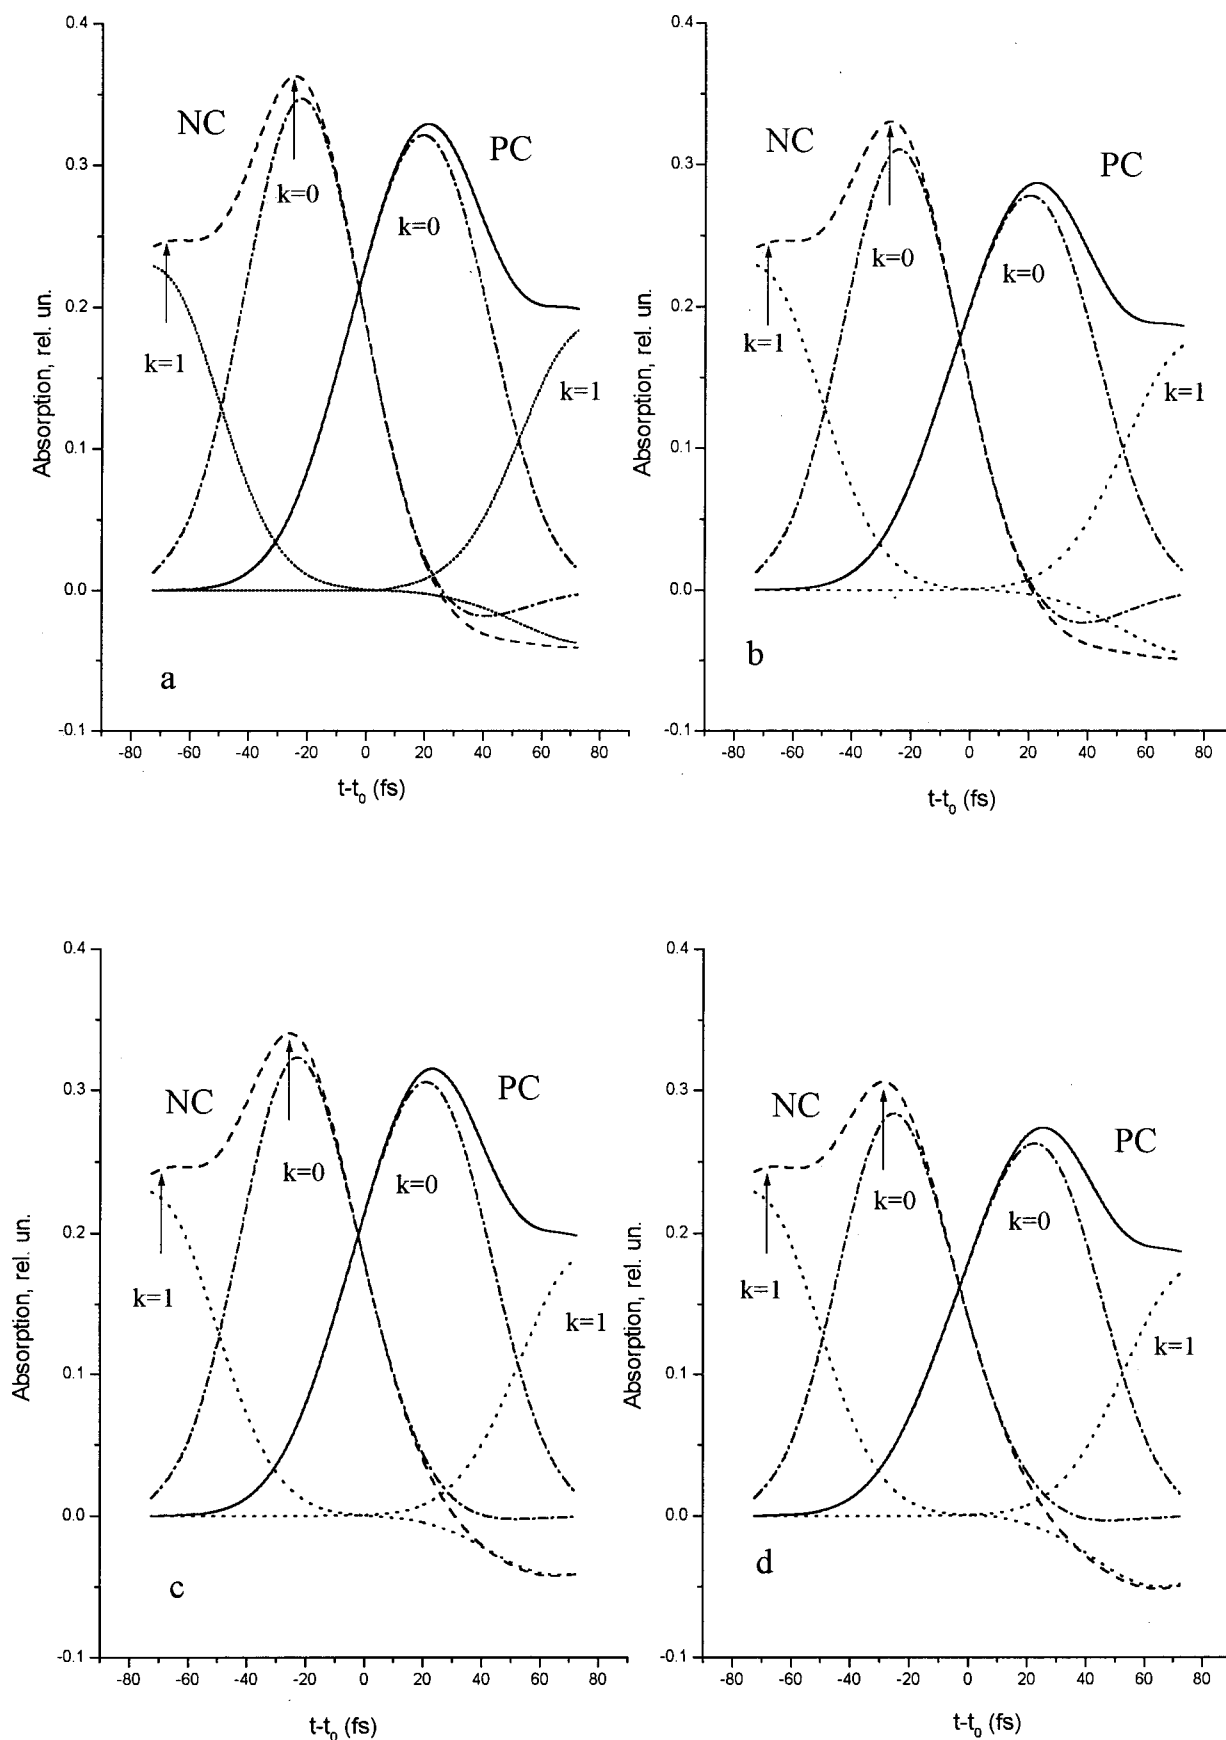 0.4
0.3
0.2
0.1
0.0
-0.1
Absorption, rel. un.
NC
PC
k=0
k=0
k=1
k=1
a
-80 -60 -40 -20 0 20 40 60 80
t-t0 (fs)
0.4
0.3
0.2
0.1
0.0
-0.1
Absorption, rel. un.
NC
PC
k=0
k=0
k=1
k=1
b
-80 -60 -40 -20 0 20 40 60 80
t-t0 (fs)
0.4
0.3
0.2
0.1
0.0
-0.1
Absorption, rel. un.
NC
PC
k=0
k=0
k=1
k=1
c
-80 -60 -40 -20 0 20 40 60 80
t-t0 (fs)
0.4
0.3
0.2
0.1
0.0
-0.1
Absorption, rel. un.
NC
PC
k=0
k=0
k=1
k=1
d
-80 -60 -40 -20 0 20 40 60 80
t-t0 (fs)